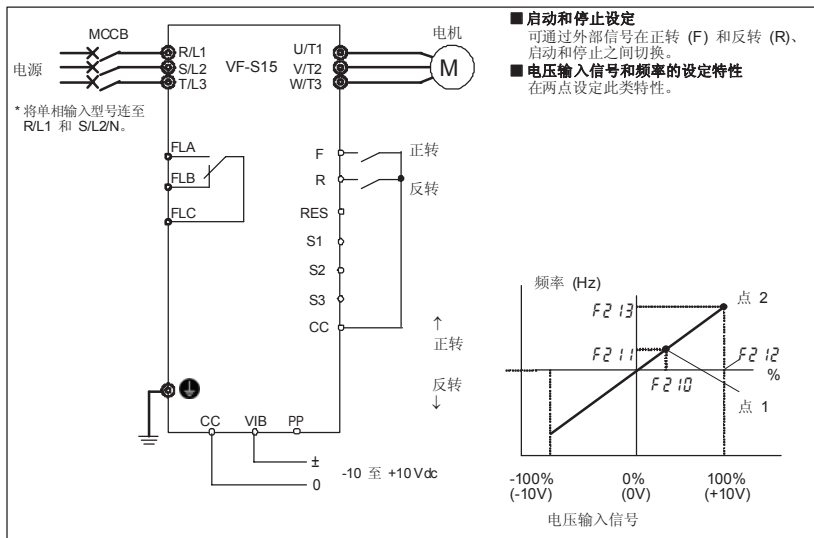 MCCB
电源
R/L1
S/L2
T/L3
VF-S15
U/T1
V/T2
W/T3
电机
M
* 将单相输入型号连至
R/L1 和 S/L2/N。
FLA
FLB
FLC
F
R
RES
S1
S2
S3
CC
正转
反转
↑
正转
反转
↓
CC
VIB
PP
±
0
-10 至 +10Vdc
■ 启动和停止设定
可通过外部信号在正转 (F) 和反转 (R)、
启动和停止之间切换。
■ 电压输入信号和频率的设定特性
在两点设定此类特性。
频率 (Hz)
F213
点 2
F211
F212
%
F210
点 1
-100%
(-10V)
0%
(0V)
100%
(+10V)
电压输入信号